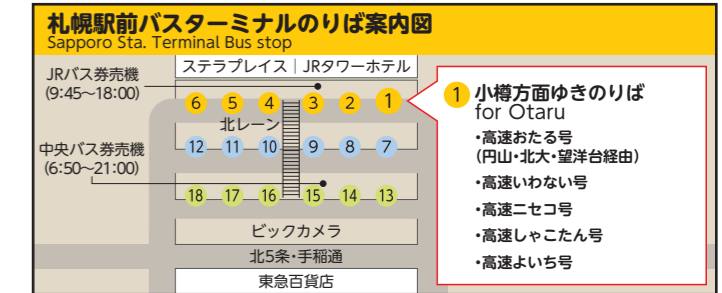 札幌駅前バスターミナルのりば案内図
Sapporo Sta. Terminal Bus stop
ステラプレイス｜JRタワーホテル
JRバス券売機
(9:45〜18:00)
6 5 4 3 2 1
北レーン
中央バス券売機
(6:50〜21:00)
12 11 10 9 8 7
18 17 16 15 14 13
ビックカメラ
北5条・手稲通
東急百貨店
1 小樽方面ゆきのりば
for Otaru
・高速おたる号
(円山・北大・望洋台経由)
・高速いわない号
・高速ニセコ号
・高速しゃこたん号
・高速よいち号